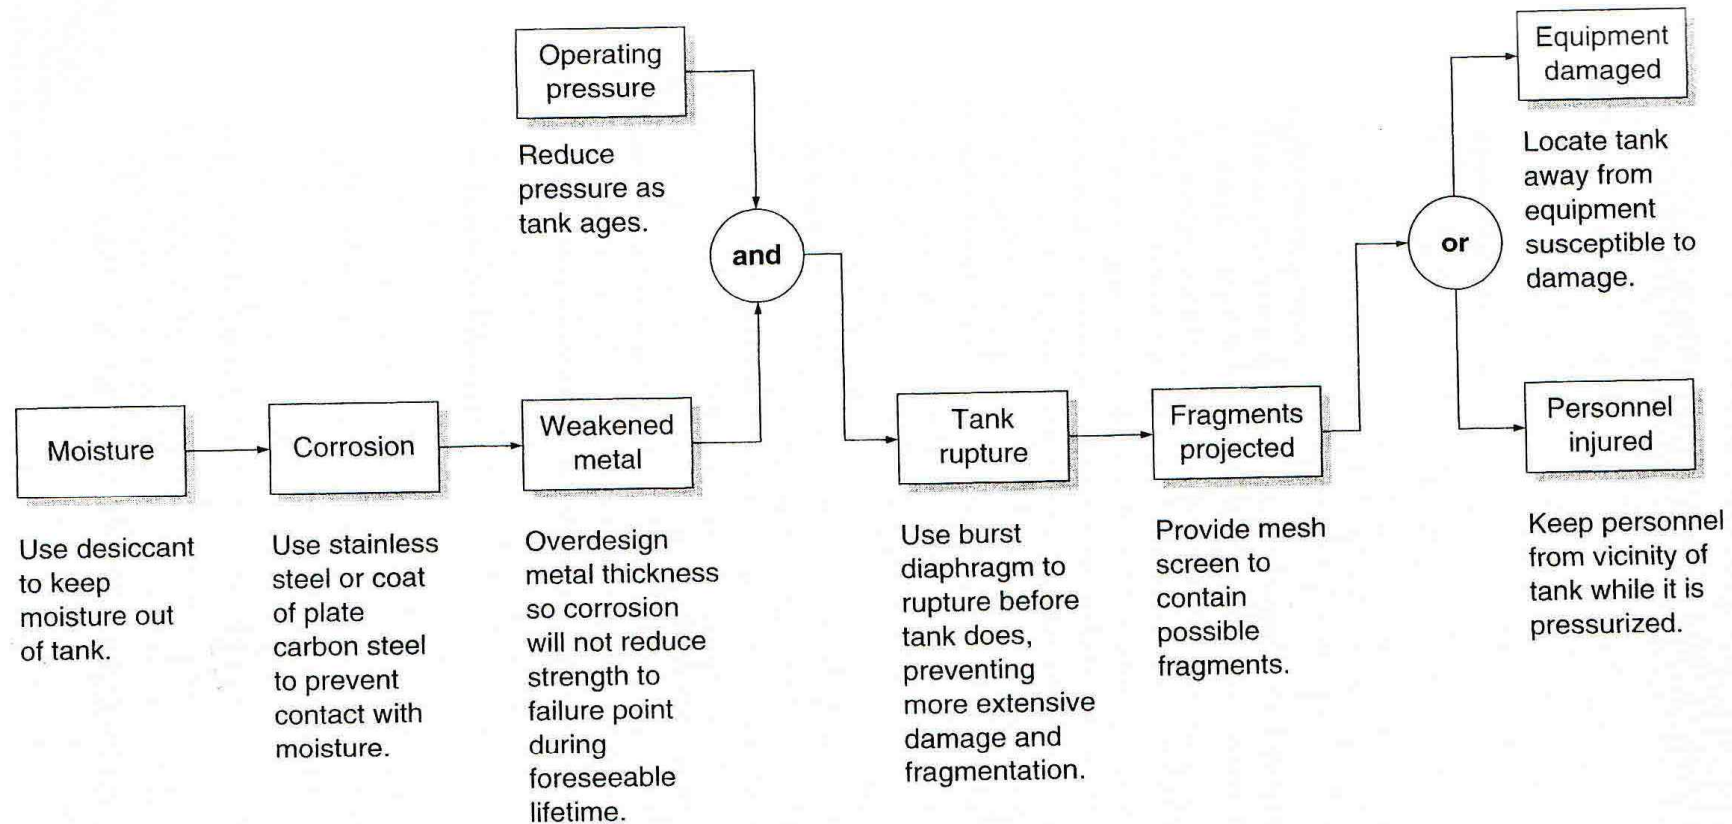 Operating
pressure
Reduce
pressure as
tank ages.
and
Equipment
damaged
Locate tank
away from
equipment
susceptible to
damage.
or
Moisture
Use desiccant
to keep
moisture out
of tank.
Corrosion
Use stainless
steel or coat
of plate
carbon steel
to prevent
contact with
moisture.
Weakened
metal
Overdesign
metal thickness
so corrosion
will not reduce
strength to
failure point
during
foreseeable
lifetime.
Tank
rupture
Use burst
diaphragm to
rupture before
tank does,
preventing
more extensive
damage and
fragmentation.
Fragments
projected
Provide mesh
screen to
contain
possible
fragments.
Personnel
injured
Keep personnel
from vicinity of
tank while it is
pressurized.